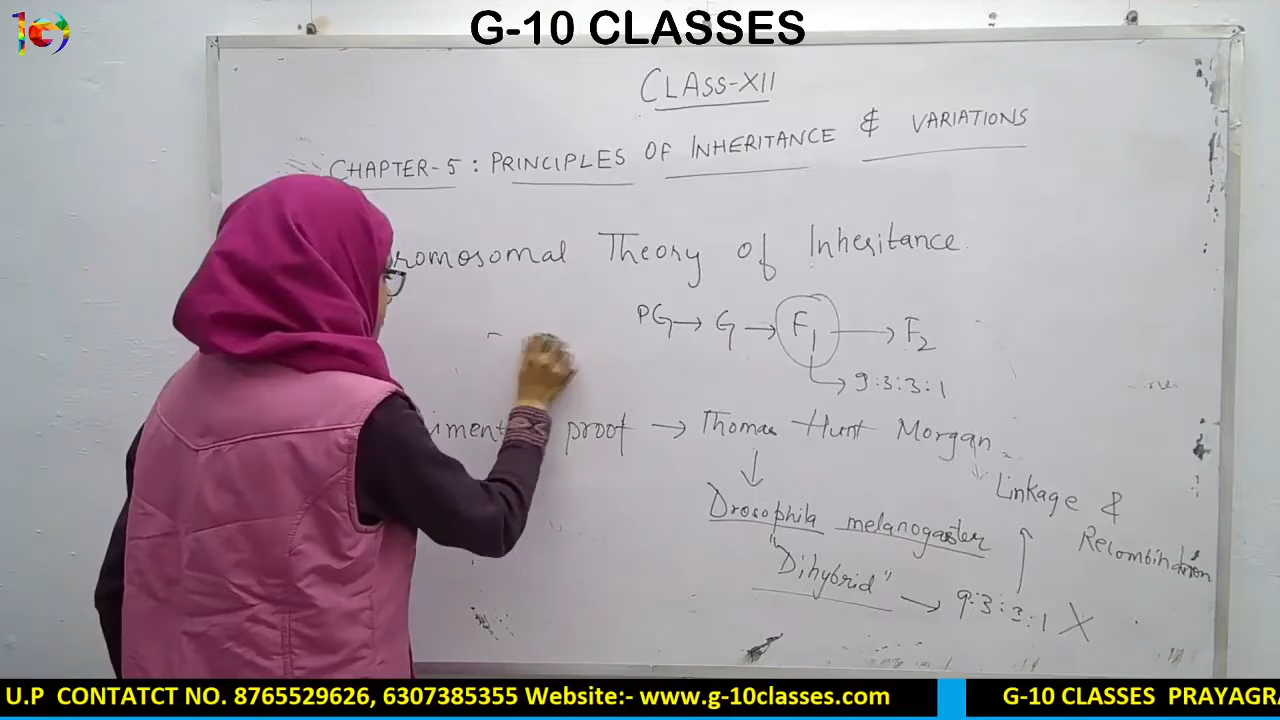 G-10 CLASSES
CLASS-XII
CHAPTER-5 : PRINCIPLES OF INHERITANCE & VARIATIONS
romosomal Theory of Inheritance
PG → G → F1 → F2
9:3:3:1
iment proof → Thomas Hunt Morgan
Linkage &
Recombination
Drosophila melanogaster
"Dihybrid" → 9:3:3:1 X
U.P CONTATCT NO. 8765529626, 6307385355 Website:- www.g-10classes.com
G-10 CLASSES PRAYAGRA